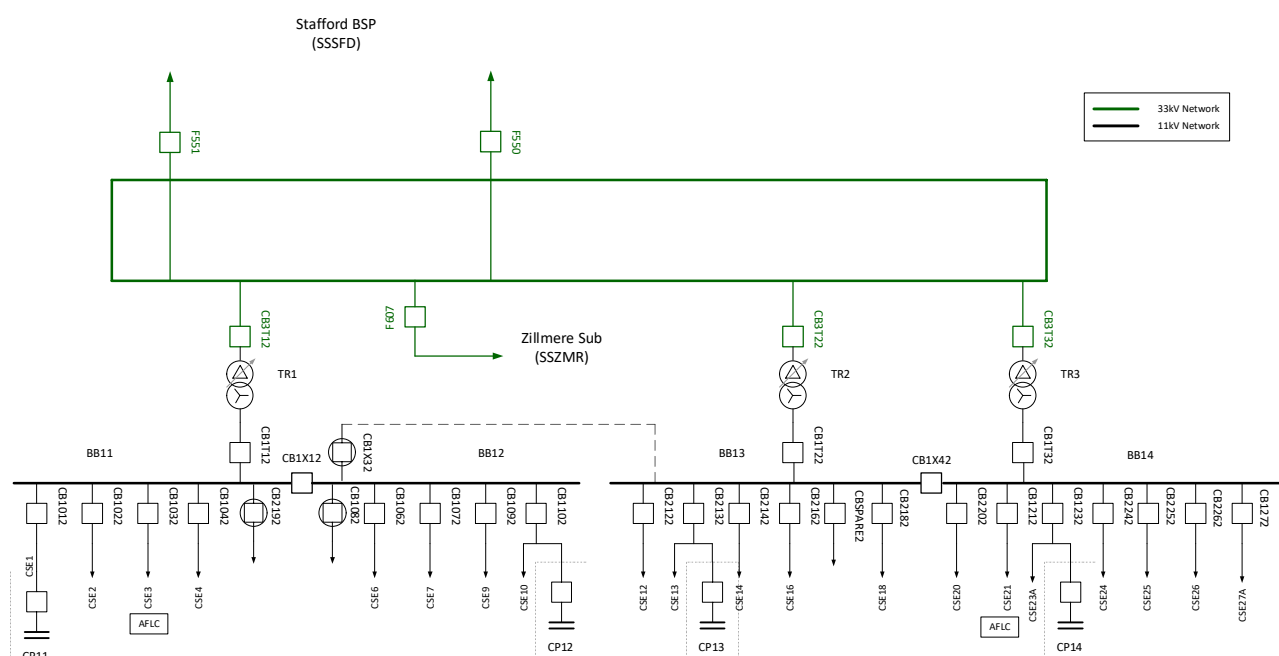 Stafford BSP
(SSSFD)
33kV Network
11kV Network
F551
F550
CB3T12
F607
CB3T22
CB3T32
Zillmere Sub
(SSZMR)
TR1
TR2
TR3
CB1T12
CB1X32
CB1T22
CB1T32
BB11
CB1X12
BB12
BB13
CB1X42
BB14
CB1012
CB1022
CB1032
CB1042
CB2192
CB1082
CB1062
CB1072
CB1092
CB1102
CB2122
CB2132
CB2142
CB2162
CBSPARE2
CB2182
CB2202
CB1212
CB1232
CB2242
CB2252
CB2262
CB1272
CSE1
CSE2
CSE3
CSE4
CSE6
CSE7
CSE9
CSE10
CSE12
CSE13
CSE14
CSE16
CSE18
CSE20
CSE21
CSE23A
CSE24
CSE25
CSE26
CSE27A
AFLC
AFLC
CP11
CP12
CP13
CP14